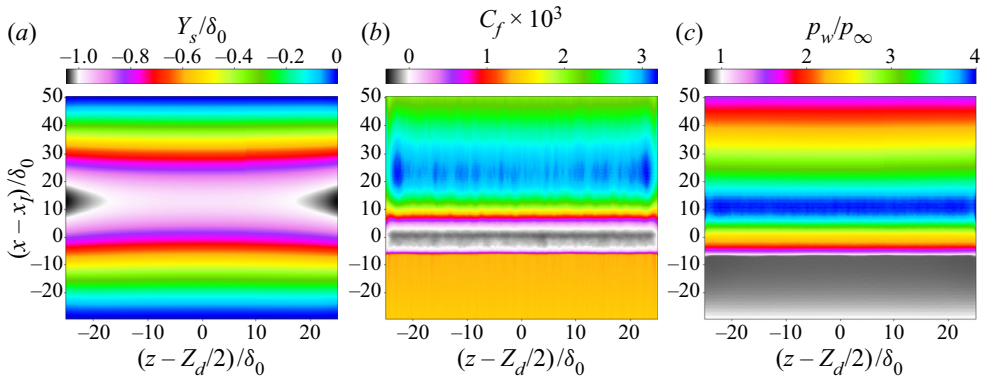 (a) Y_s/δ_0
–1.0 –0.8 –0.6 –0.4 –0.2 0
50
40
30
20
10
0
–10
–20
(x – x_I)/δ_0
–20 –10 0 10 20
(z – Z_d/2)/δ_0
(b) C_f × 10^3
0 1 2 3
50
40
30
20
10
0
–10
–20
–20 –10 0 10 20
(z – Z_d/2)/δ_0
(c) p_w/p_∞
1 2 3 4
50
40
30
20
10
0
–10
–20
–20 –10 0 10 20
(z – Z_d/2)/δ_0